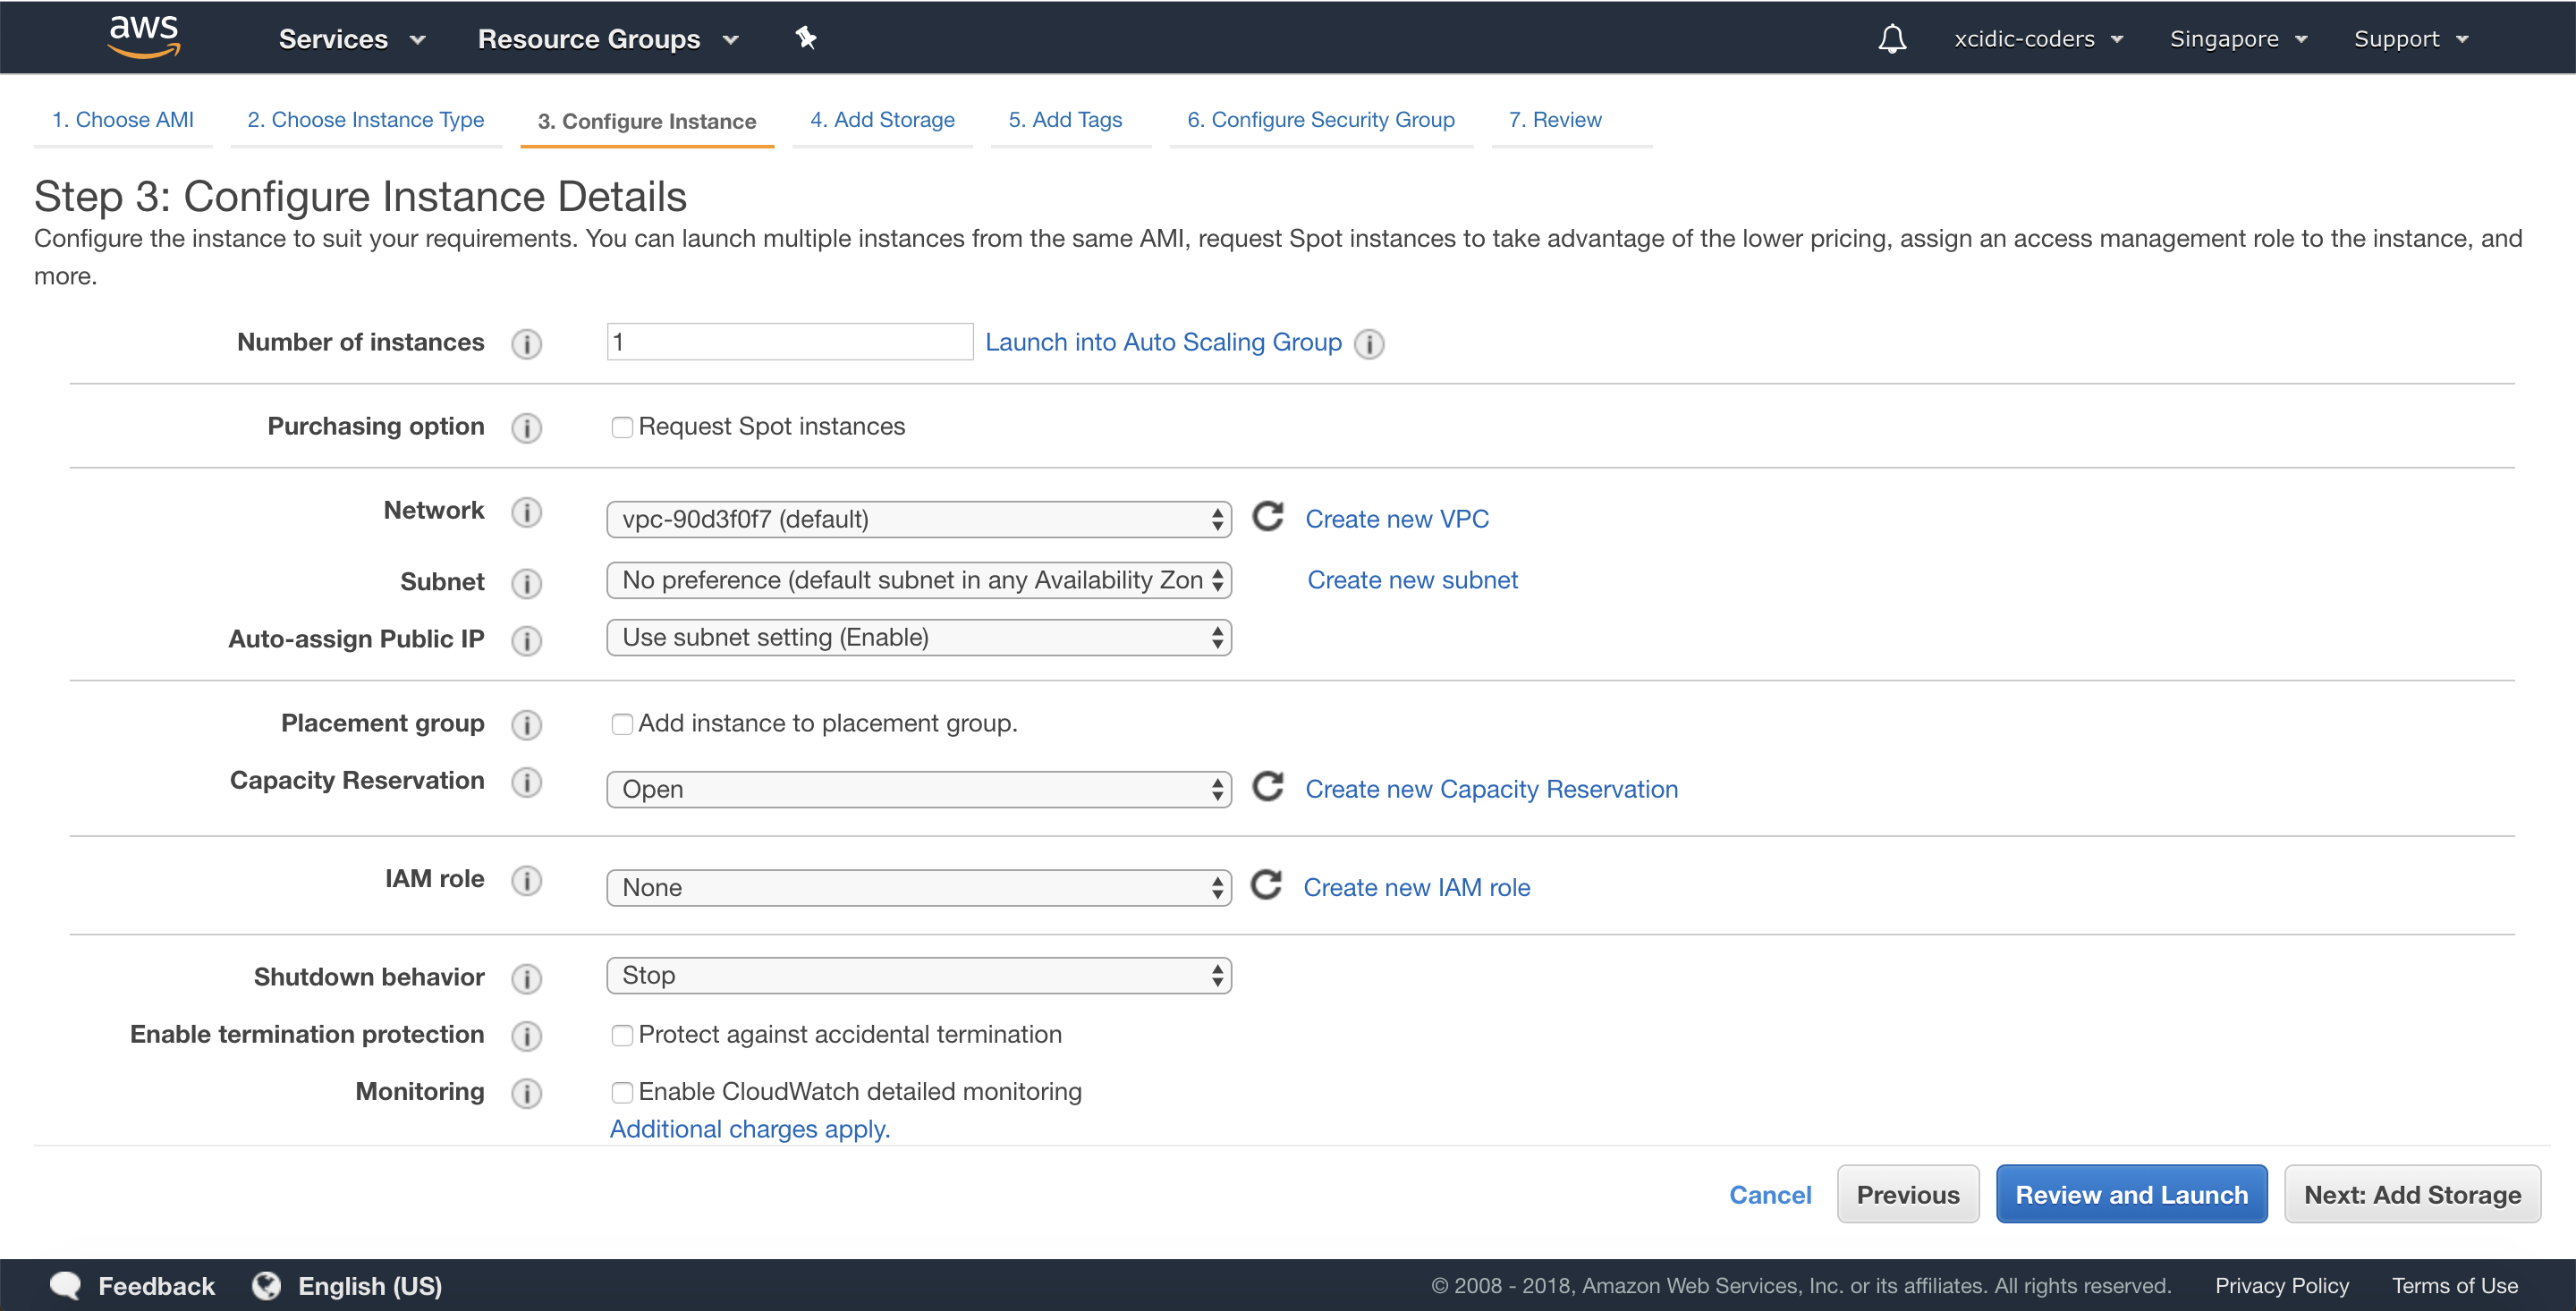 aws Services Resource Groups xcidic-coders Singapore Support
1. Choose AMI 2. Choose Instance Type 3. Configure Instance 4. Add Storage 5. Add Tags 6. Configure Security Group 7. Review
Step 3: Configure Instance Details
Configure the instance to suit your requirements. You can launch multiple instances from the same AMI, request Spot instances to take advantage of the lower pricing, assign an access management role to the instance, and
more.
Number of instances i 1 Launch into Auto Scaling Group i
Purchasing option i Request Spot instances
Network i vpc-90d3f0f7 (default) Create new VPC
Subnet i No preference (default subnet in any Availability Zon Create new subnet
Auto-assign Public IP i Use subnet setting (Enable)
Placement group i Add instance to placement group.
Capacity Reservation i Open Create new Capacity Reservation
IAM role i None Create new IAM role
Shutdown behavior i Stop
Enable termination protection i Protect against accidental termination
Monitoring i Enable CloudWatch detailed monitoring
Additional charges apply.
Cancel Previous Review and Launch Next: Add Storage
Feedback English (US) © 2008 - 2018, Amazon Web Services, Inc. or its affiliates. All rights reserved. Privacy Policy Terms of Use